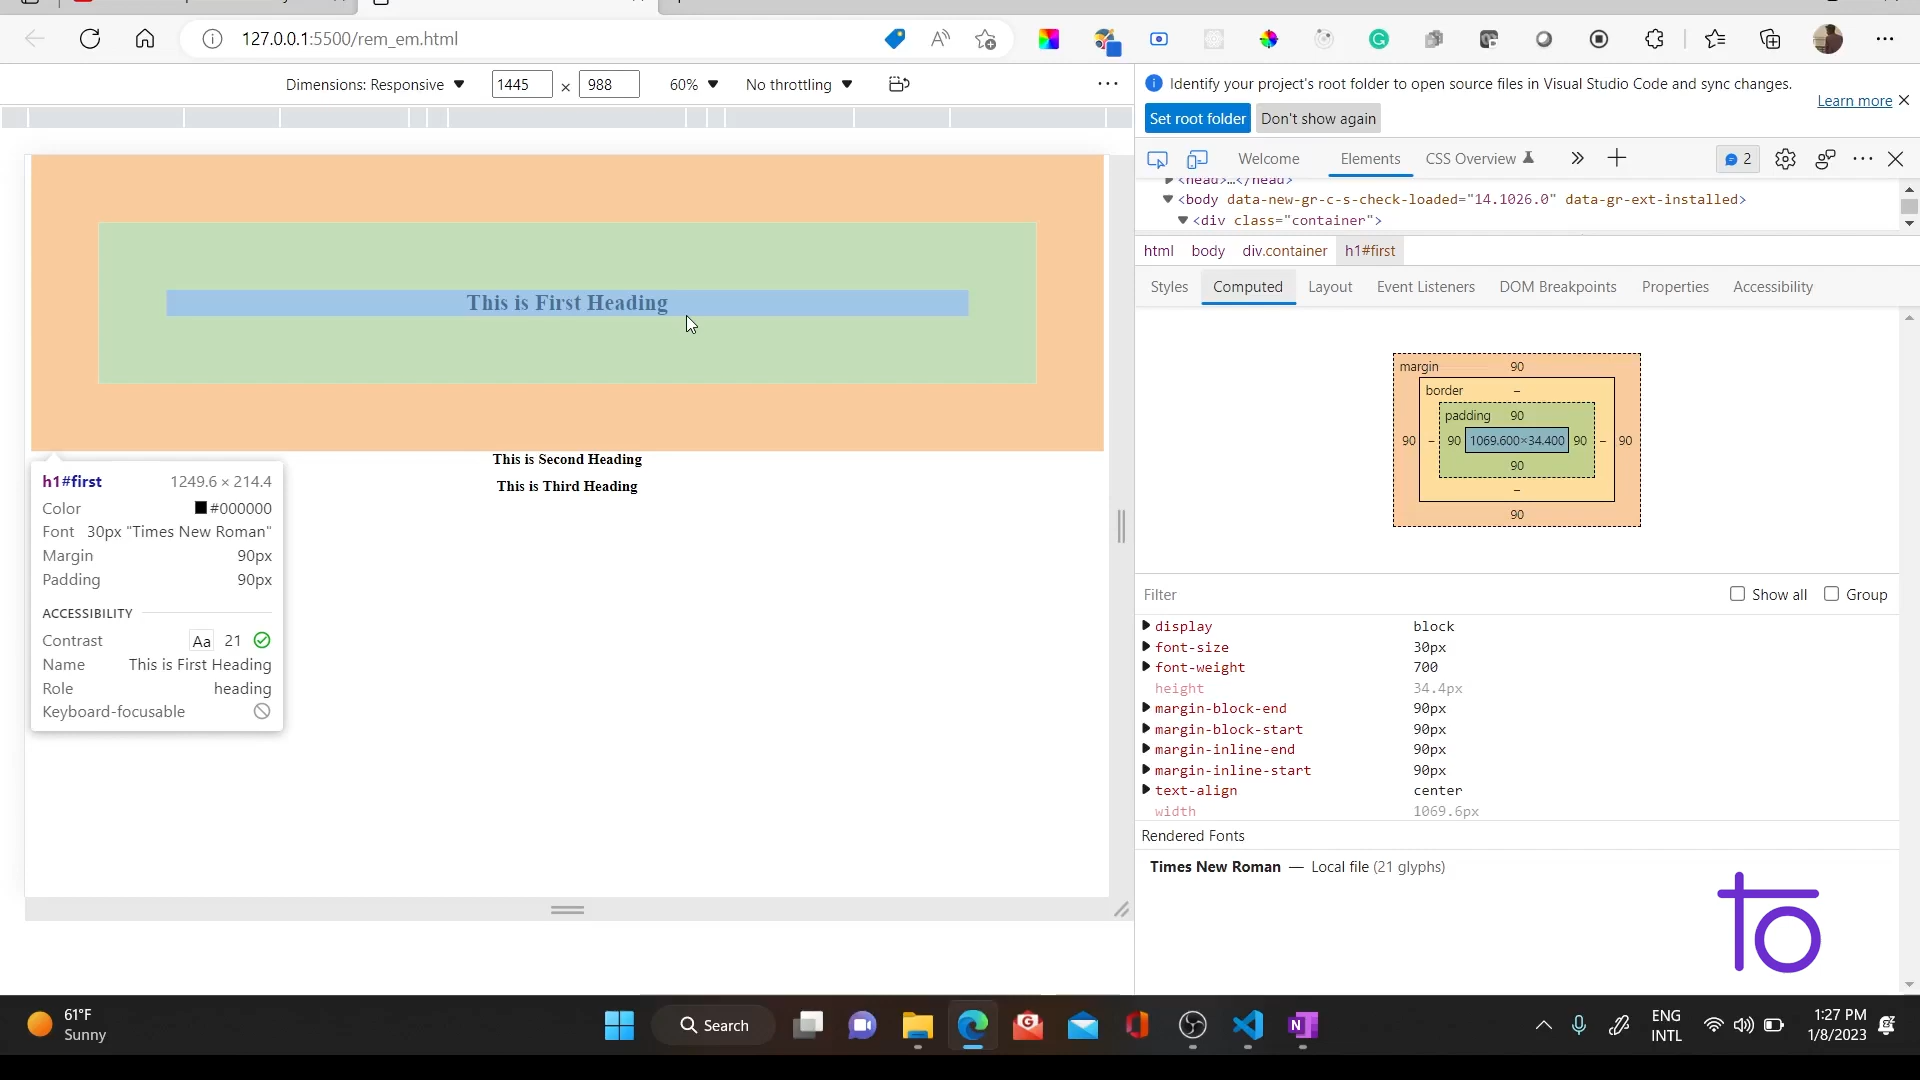 127.0.0.1:5500/rem_em.html
Dimensions: Responsive 1445 × 988 60% No throttling
Identify your project's root folder to open source files in Visual Studio Code and sync changes.
Learn more
Set root folder Don't show again
Welcome Elements CSS Overview 2
<head>…</head>
<body data-new-gr-c-s-check-loaded="14.1026.0" data-gr-ext-installed>
<div class="container">
html body div.container h1#first
Styles Computed Layout Event Listeners DOM Breakpoints Properties Accessibility
This is First Heading
This is Second Heading
This is Third Heading
h1#first 1249.6 × 214.4
Color #000000
Font 30px "Times New Roman"
Margin 90px
Padding 90px
ACCESSIBILITY
Contrast Aa 21
Name This is First Heading
Role heading
Keyboard-focusable
margin 90
border –
padding 90
90 – 90 1069.600×34.400 90 – 90
90
–
90
Filter Show all Group
display block
font-size 30px
font-weight 700
height 34.4px
margin-block-end 90px
margin-block-start 90px
margin-inline-end 90px
margin-inline-start 90px
text-align center
width 1069.6px
Rendered Fonts
Times New Roman — Local file (21 glyphs)
to
61°F
Sunny
Search
ENG
INTL
1:27 PM
1/8/2023